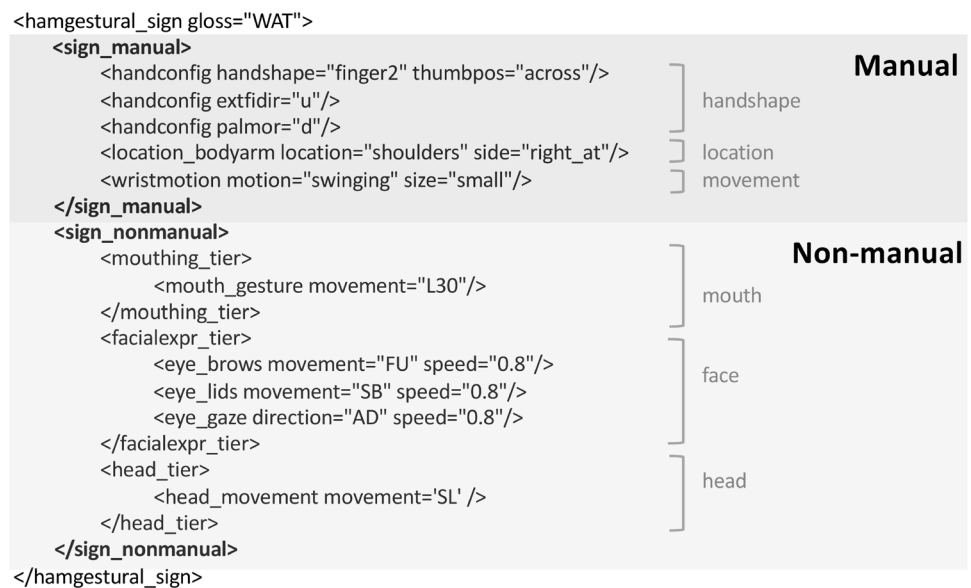 <hamgestural_sign gloss="WAT">
<sign_manual>
Manual
<handconfig handshape="finger2" thumbpos="across"/>
<handconfig extfidir="u"/>
handshape
<handconfig palmor="d"/>
<location_bodyarm location="shoulders" side="right_at"/>
location
<wristmotion motion="swinging" size="small"/>
movement
</sign_manual>
<sign_nonmanual>
Non-manual
<mouthing_tier>
<mouth_gesture movement="L30"/>
mouth
</mouthing_tier>
<facialexpr_tier>
<eye_brows movement="FU" speed="0.8"/>
face
<eye_lids movement="SB" speed="0.8"/>
<eye_gaze direction="AD" speed="0.8"/>
</facialexpr_tier>
<head_tier>
head
<head_movement movement='SL' />
</head_tier>
</sign_nonmanual>
</hamgestural_sign>